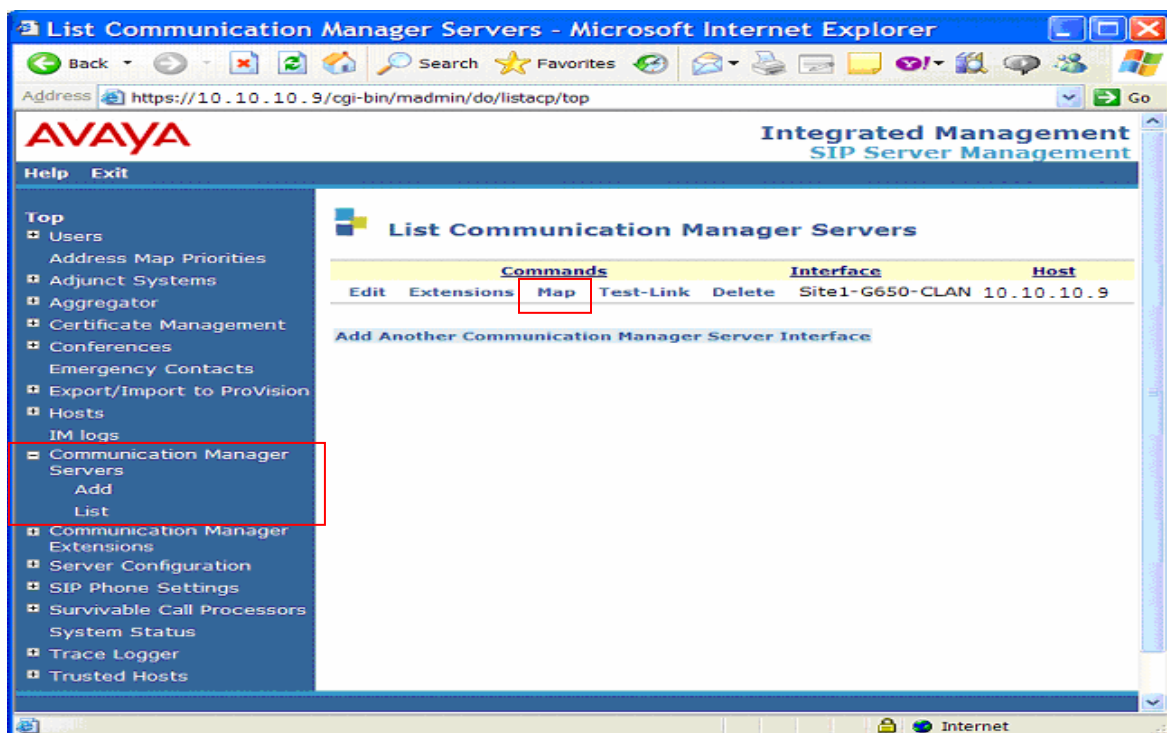 List Communication Manager Servers - Microsoft Internet Explorer
Back Search Favorites
Address https://10.10.10.9/cgi-bin/madmin/do/listacp/top Go
AVAYA
Integrated Management
SIP Server Management
Help Exit
Top
Users
Address Map Priorities
Adjunct Systems
Aggregator
Certificate Management
Conferences
Emergency Contacts
Export/Import to ProVision
Hosts
IM logs
Communication Manager
Servers
Add
List
Communication Manager
Extensions
Server Configuration
SIP Phone Settings
Survivable Call Processors
System Status
Trace Logger
Trusted Hosts
List Communication Manager Servers
Commands Interface Host
Edit Extensions Map Test-Link Delete Site1-G650-CLAN 10.10.10.9
Add Another Communication Manager Server Interface
Internet